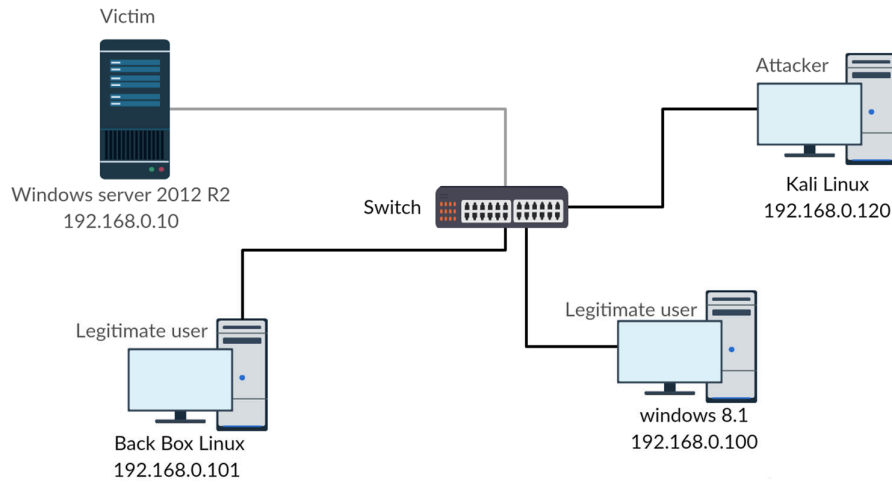 Victim
Windows server 2012 R2
192.168.0.10
Attacker
Kali Linux
192.168.0.120
Switch
Legitimate user
Back Box Linux
192.168.0.101
Legitimate user
windows 8.1
192.168.0.100